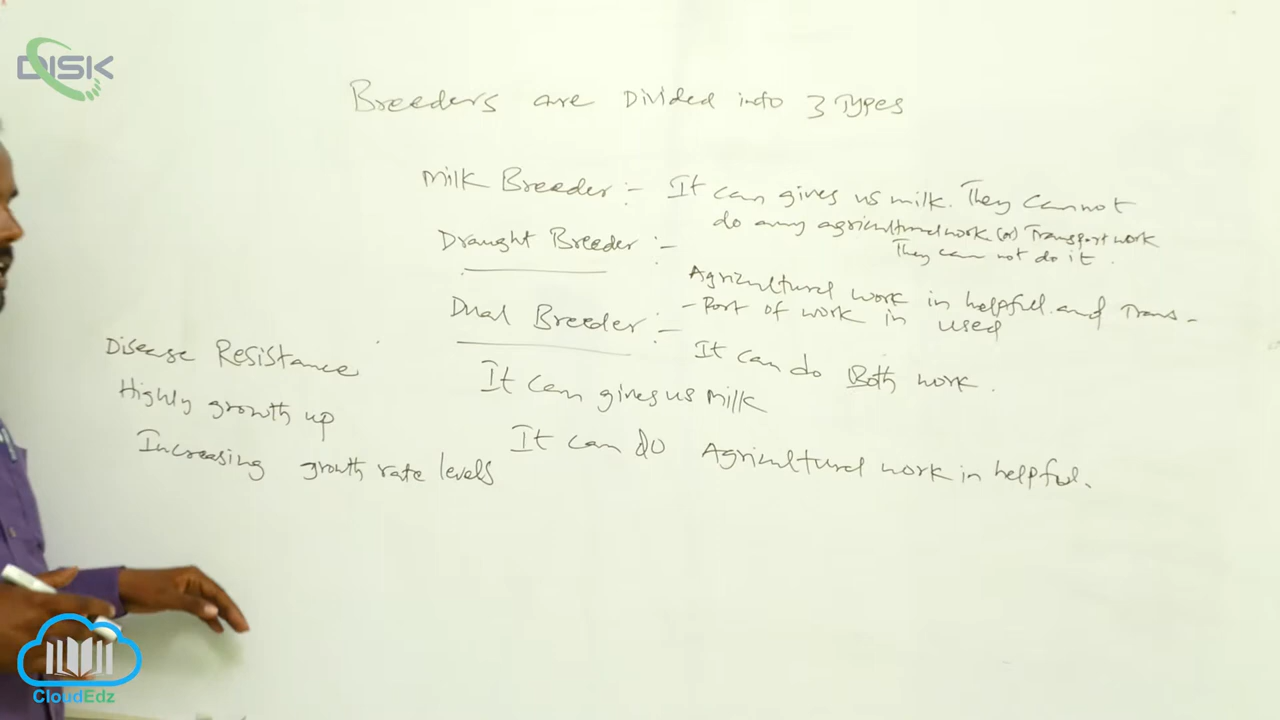 DISK
Breeders are Divided into 3 Types
Milk Breeder :- It can gives us milk. They cannot
do any agricultural work (or) Transport work
They can not do it.
Draught Breeder :-
Agricultural work in helpful and Trans-
-Port of work in used
Dual Breeder :-
It can do Both work.
It can gives us Milk
It can do Agricultural work in helpful.
Disease Resistance
Highly growth up
Increasing growth rate levels
CloudEdz